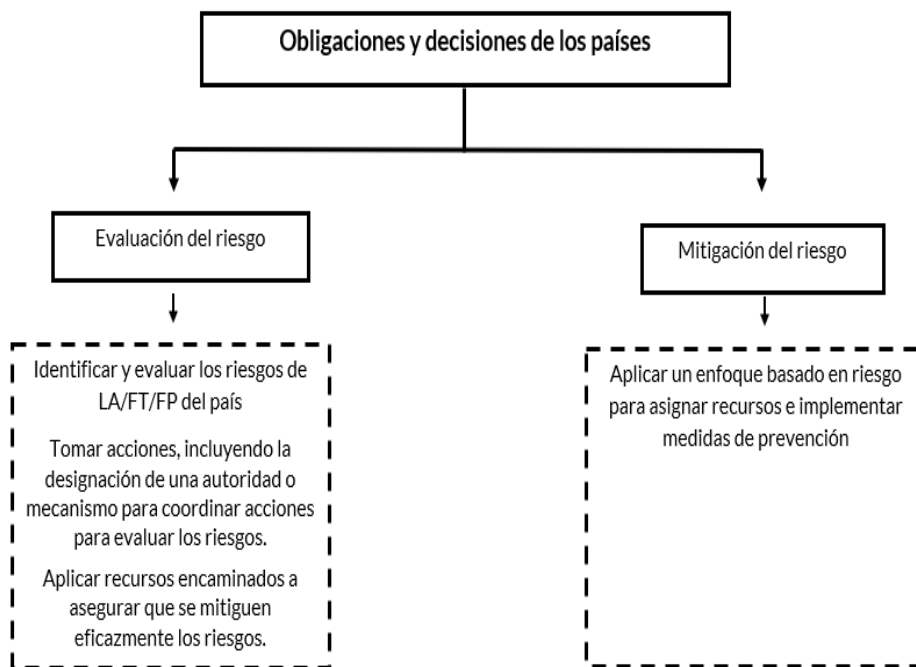 Obligaciones y decisiones de los países
Evaluación del riesgo
Mitigación del riesgo
Identificar y evaluar los riesgos de
LA/FT/FP del país
Tomar acciones, incluyendo la
designación de una autoridad o
mecanismo para coordinar acciones
para evaluar los riesgos.
Aplicar recursos encaminados a
asegurar que se mitiguen
eficazmente los riesgos.
Aplicar un enfoque basado en riesgo
para asignar recursos e implementar
medidas de prevención